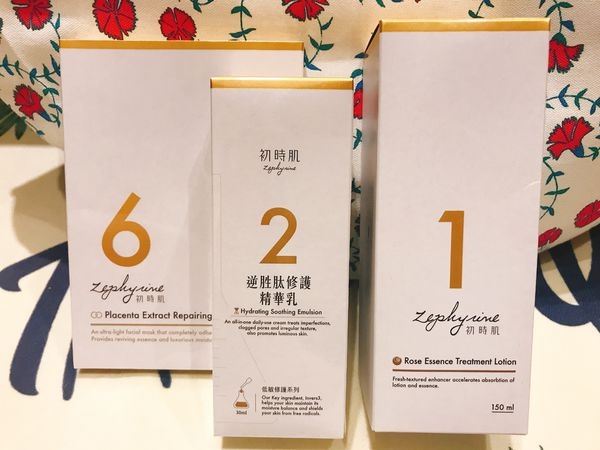 6
zephyrine
初時肌
Placenta Extract Repairing
An ultra-light facial mask that completely adhe
Provides reviving essence and luxurious moistu
初時肌
zephyrine
2
逆胜肽修護
精華乳
Hydrating Soothing Emulsion
An all-in-one daily-use cream treats imperfections,
clogged pores and irregular texture,
also promotes luminous skin.
30ml
低敏修護系列
Our Key ingredient, Invers3,
helps your skin maintain its
moisture balance and shields
your skin from free radicals.
1
zephyrine
初時肌
Rose Essence Treatment Lotion
Fresh-textured enhancer accelerates absorbtion of
lotion and essence.
150 ml